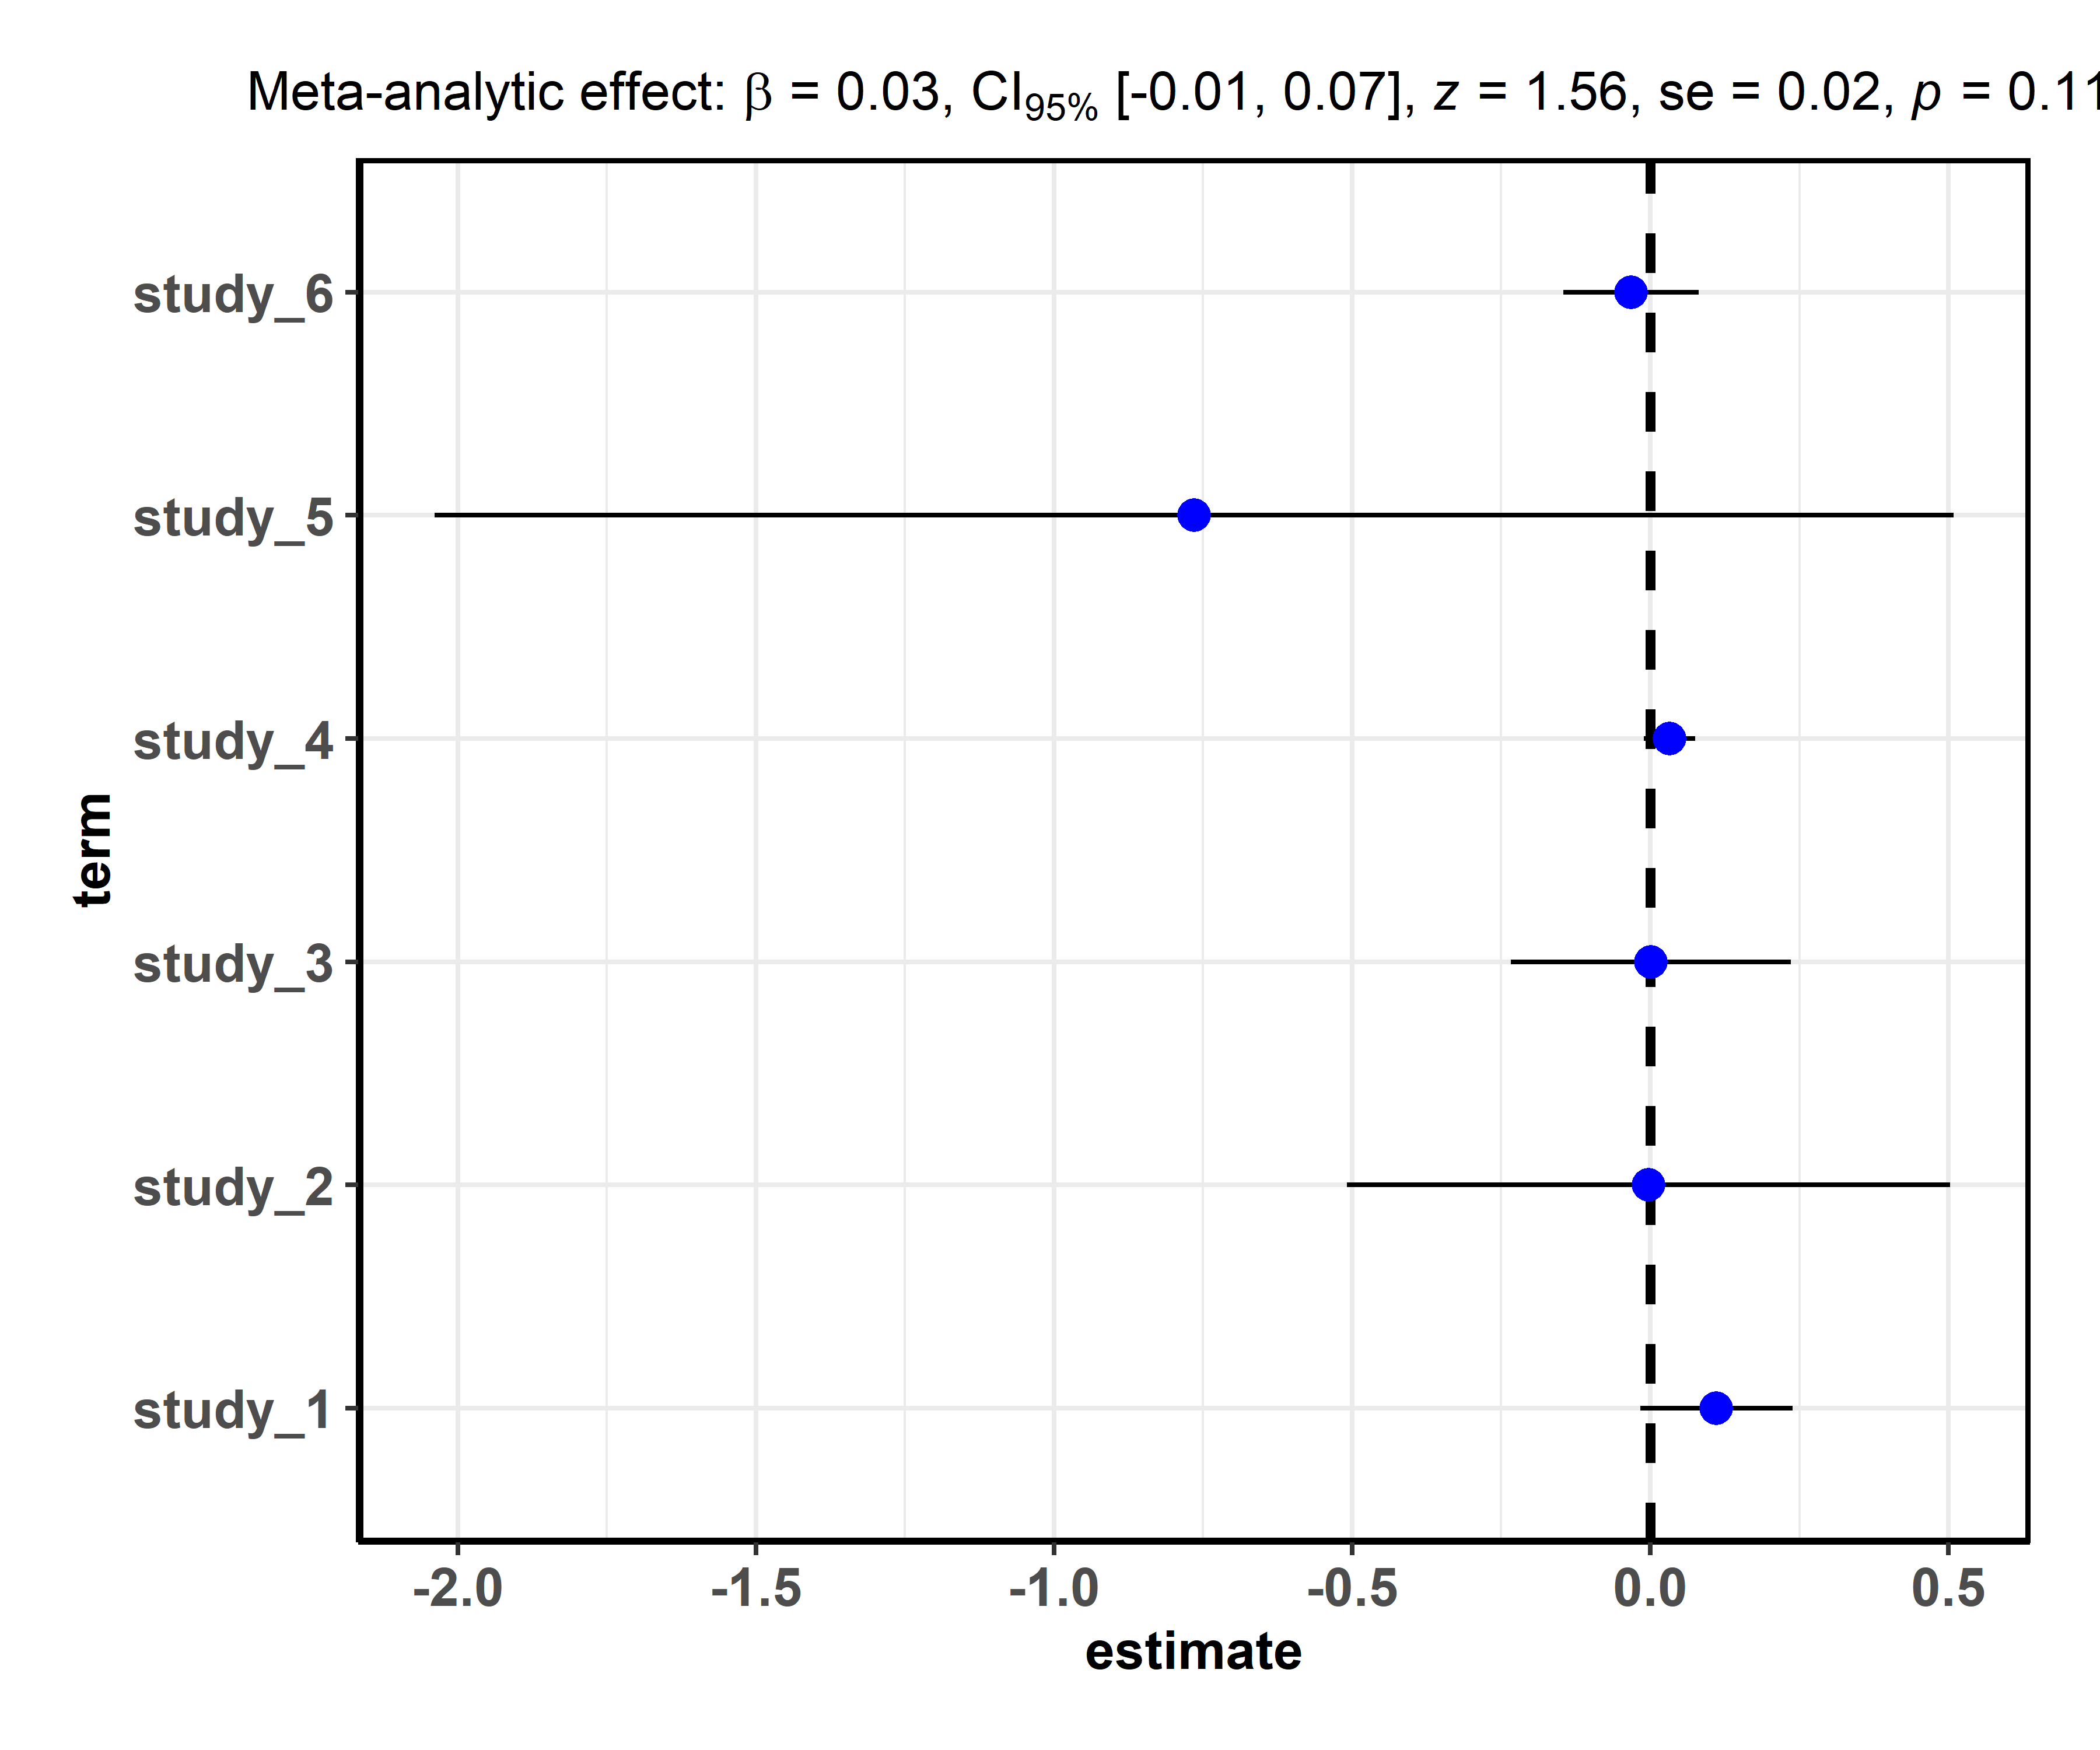 Meta-analytic effect: β = 0.03, CI95% [-0.01, 0.07], z = 1.56, se = 0.02, p = 0.11
study_6
study_5
study_4
term
study_3
study_2
study_1
-2.0 -1.5 -1.0 -0.5 0.0 0.5
estimate